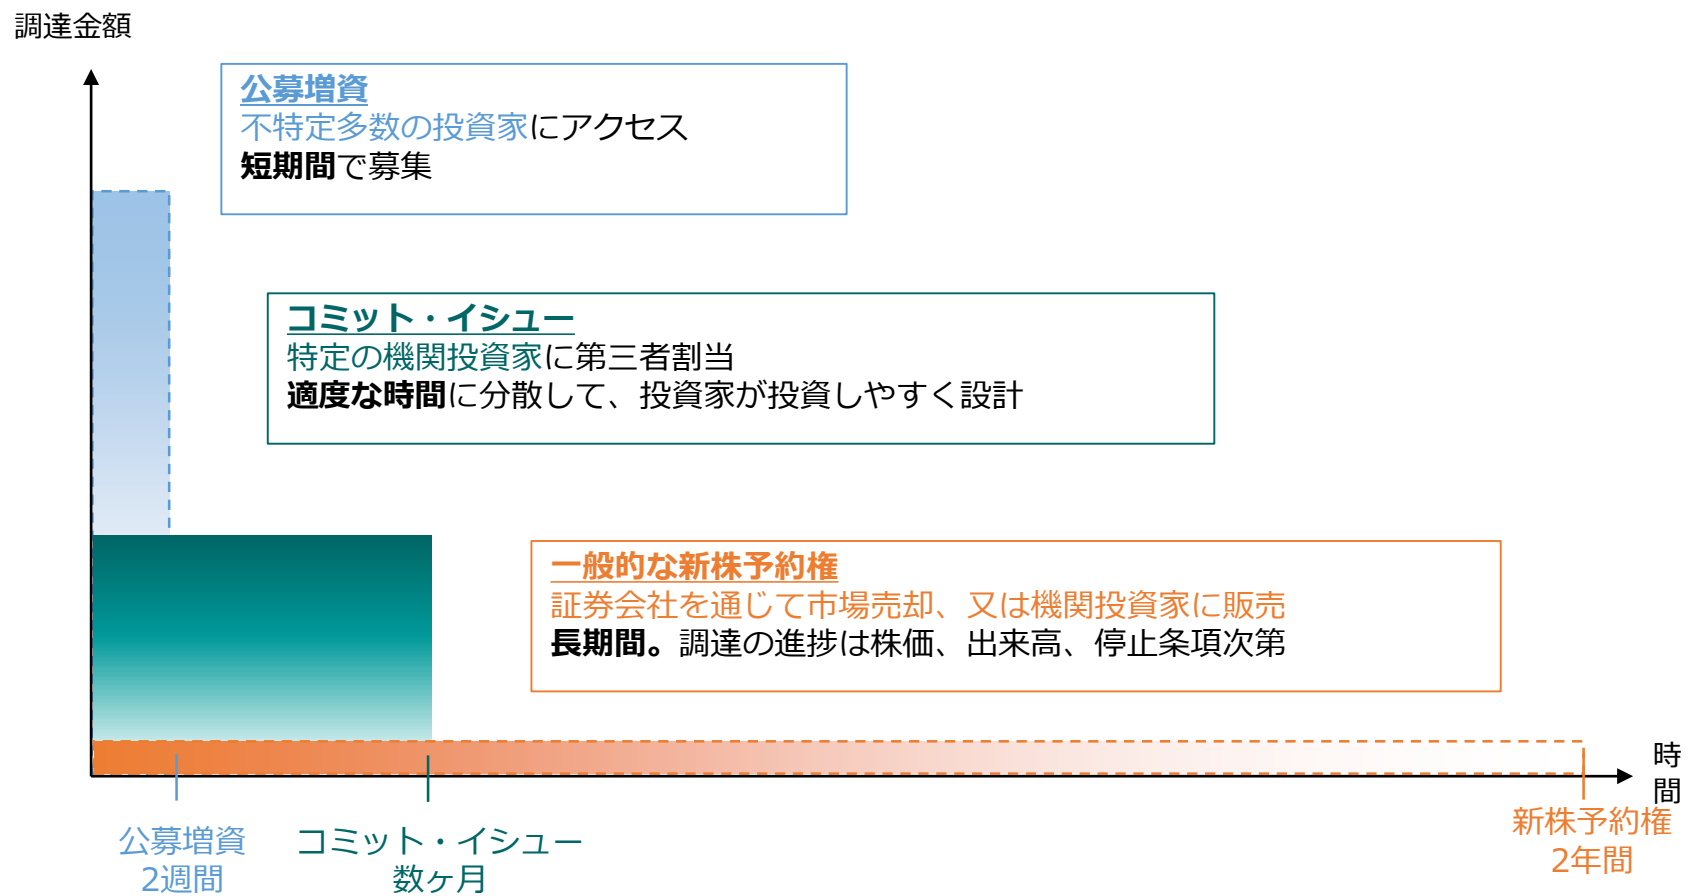 調達金額
公募増資
不特定多数の投資家にアクセス
短期間で募集
コミット・イシュー
特定の機関投資家に第三者割当
適度な時間に分散して、投資家が投資しやすく設計
一般的な新株予約権
証券会社を通じて市場売却、又は機関投資家に販売
長期間。調達の進捗は株価、出来高、停止条項次第
時
間
公募増資
2週間
コミット・イシュー
数ヶ月
新株予約権
2年間